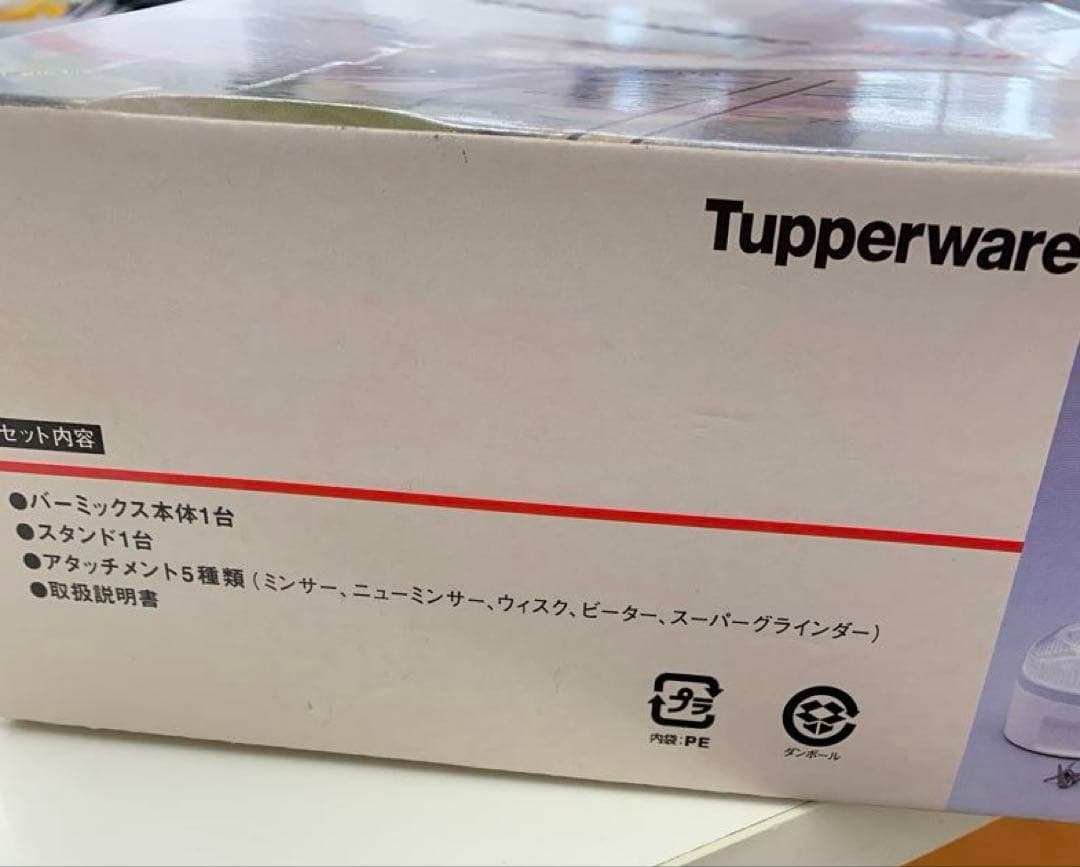 Tupperware
セット内容
●バーミックス本体1台
●スタンド1台
●アタッチメント5種類(ミンサー、ニューミンサー、ウィスク、ビーター、スーパーグラインダー)
●取扱説明書
プラ
内袋:PE
ダンボール